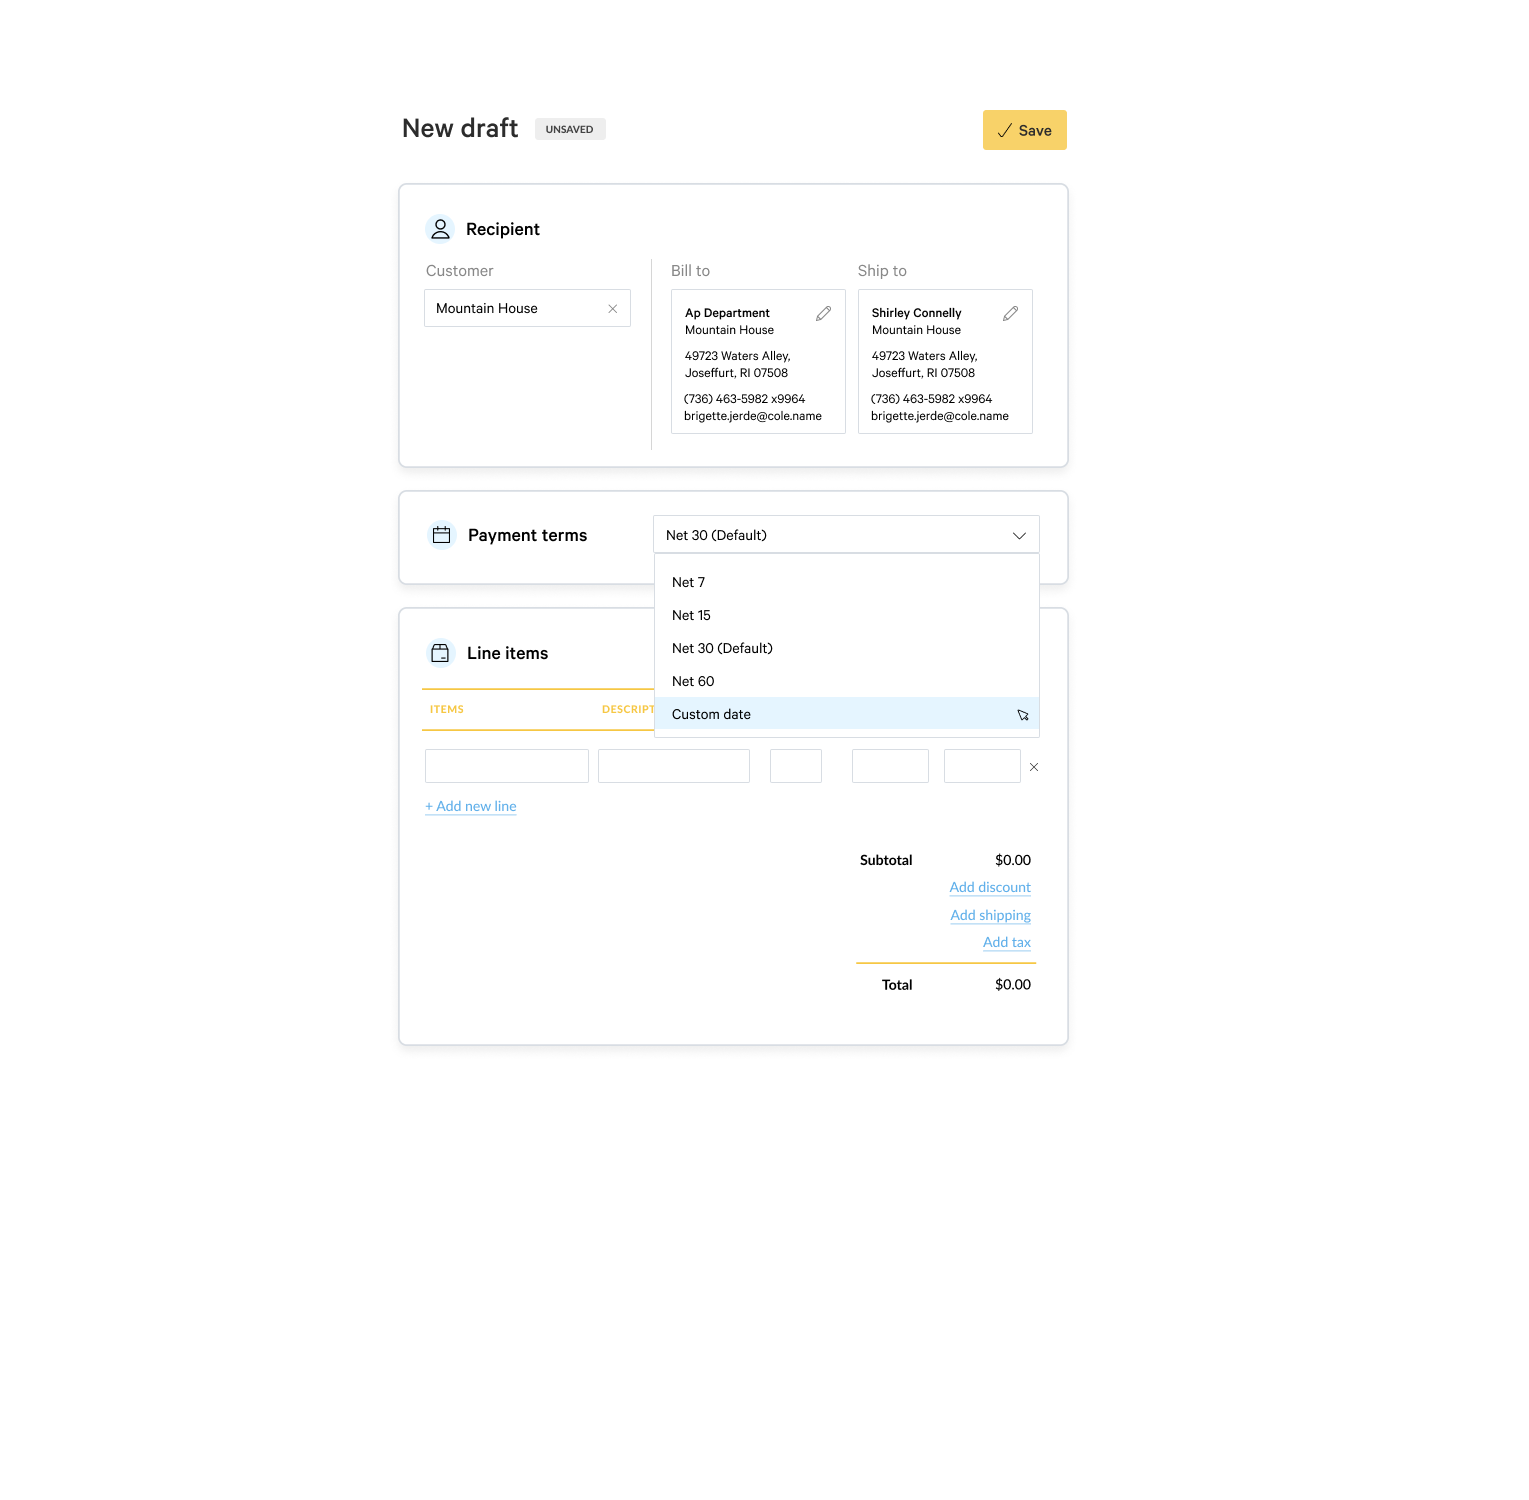 New draft
UNSAVED
Save
Recipient
Customer
Mountain House
Bill to
Ap Department
Mountain House
49723 Waters Alley,
Joseffurt, RI 07508
(736) 463-5982 x9964
brigette.jerde@cole.name
Ship to
Shirley Connelly
Mountain House
49723 Waters Alley,
Joseffurt, RI 07508
(736) 463-5982 x9964
brigette.jerde@cole.name
Payment terms
Net 30 (Default)
Net 7
Net 15
Net 30 (Default)
Net 60
Custom date
Line items
ITEMS
DESCRIPT
+ Add new line
Subtotal $0.00
Add discount
Add shipping
Add tax
Total $0.00